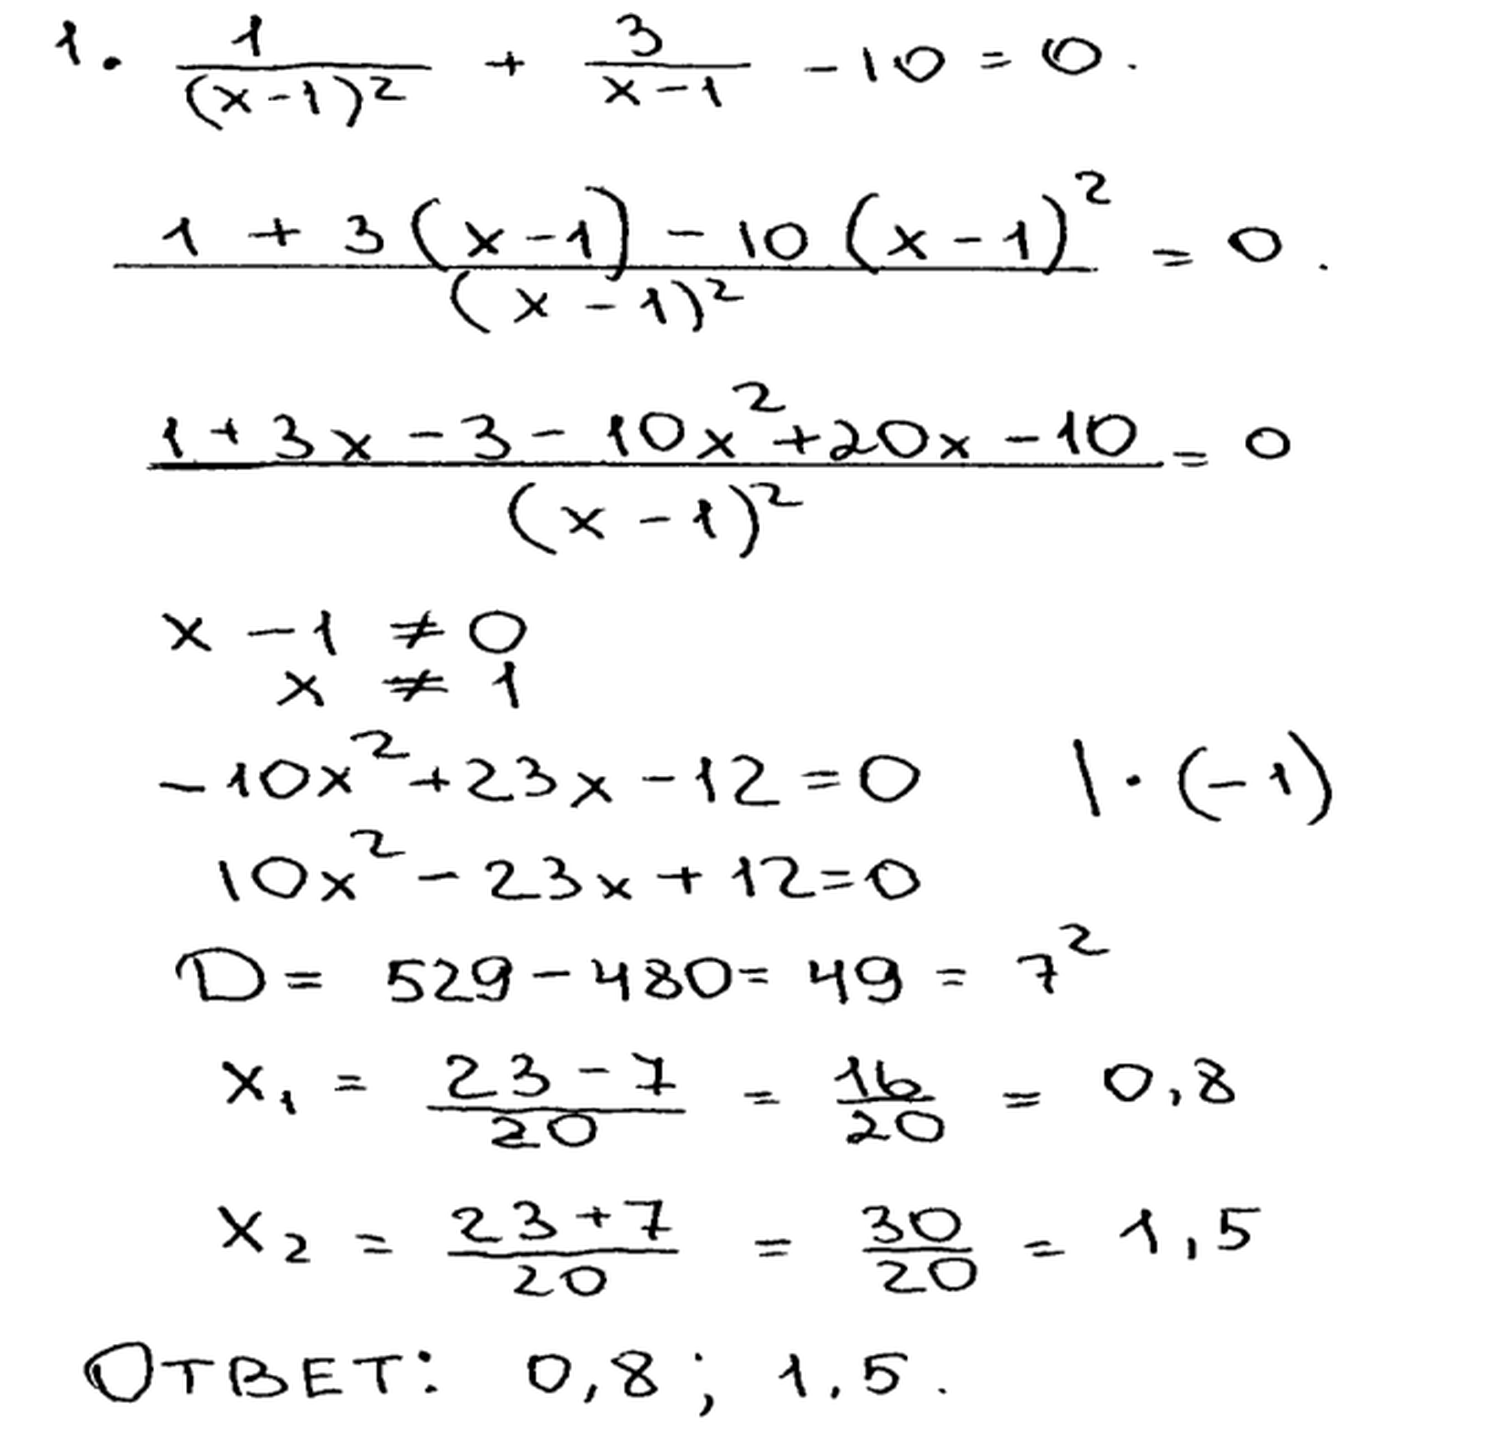 1. 1/(x-1)² + 3/(x-1) - 10 = 0.
(1 + 3(x-1) - 10(x-1)²)/(x-1)² = 0.
(1 + 3x - 3 - 10x² + 20x - 10)/(x-1)² = 0
x - 1 ≠ 0
x ≠ 1
-10x² + 23x - 12 = 0 | · (-1)
10x² - 23x + 12 = 0
D = 529 - 480 = 49 = 7²
x₁ = (23 - 7)/20 = 16/20 = 0,8
x₂ = (23 + 7)/20 = 30/20 = 1,5
ОТВЕТ: 0,8 ; 1,5.